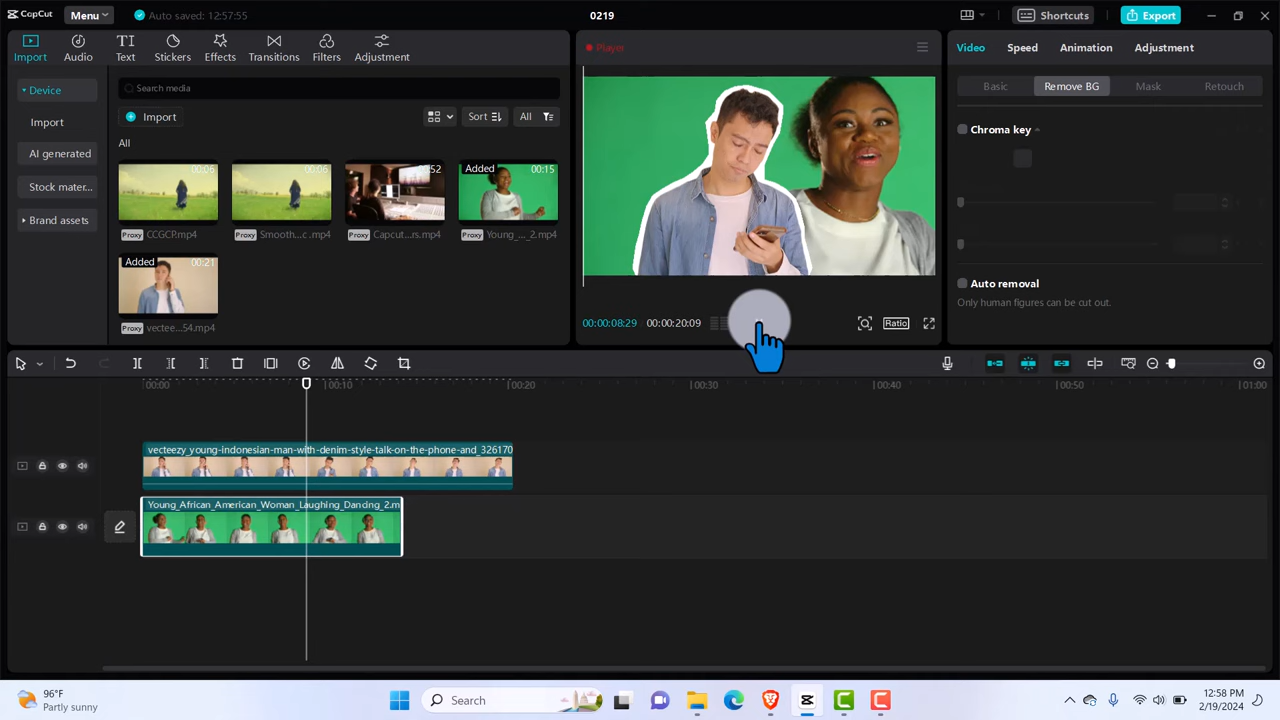 CapCut
Menu
Auto saved: 12:57:55
0219
Shortcuts
Export
Import
Audio
Text
Stickers
Effects
Transitions
Filters
Adjustment
Player
Video
Speed
Animation
Adjustment
Device
Import
AI generated
Stock mater...
Brand assets
Search media
Import
Sort
All
All
00:06
Proxy CCGCP.mp4
00:06
Proxy Smooth...c .mp4
00:52
Proxy Capcut...rs.mp4
Added 00:15
Proxy Young_..._2.mp4
Added 00:21
Proxy vectee...54.mp4
00:00:08:29
00:00:20:09
Ratio
Basic
Remove BG
Mask
Retouch
Chroma key
Auto removal
Only human figures can be cut out.
00:00
00:10
00:20
00:30
00:40
00:50
01:00
vecteezy_young-indonesian-man-with-denim-style-talk-on-the-phone-and_326170
Young_African_American_Woman_Laughing_Dancing_2.m
96°F
Partly sunny
Search
12:58 PM
2/19/2024